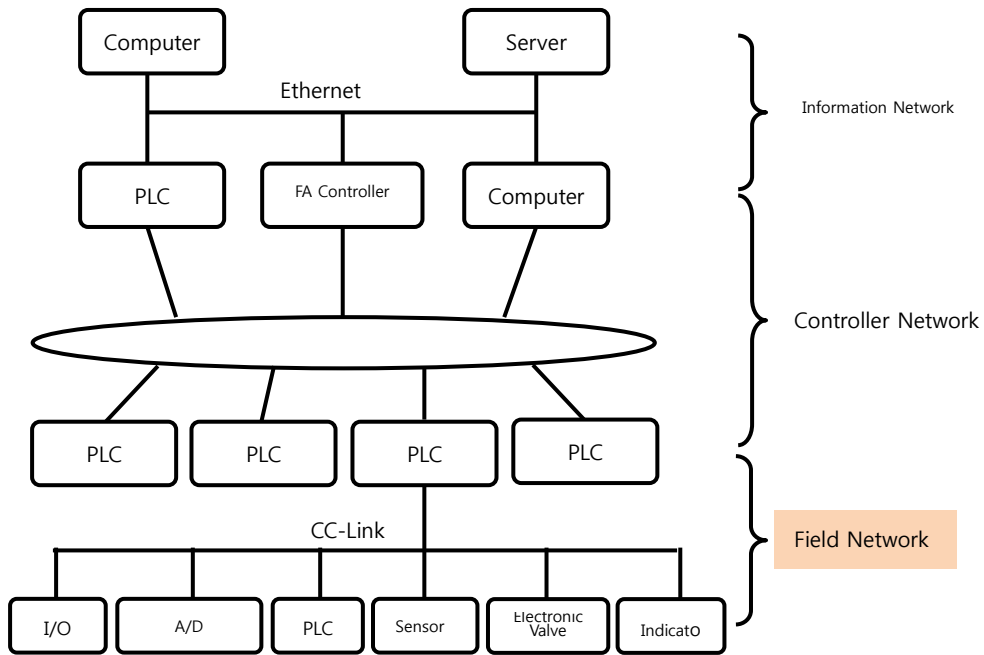 Computer
Server
Ethernet
Information Network
PLC
FA Controller
Computer
Controller Network
PLC
PLC
PLC
PLC
CC-Link
Field Network
I/O
A/D
PLC
Sensor
Electronic
Valve
Indicato